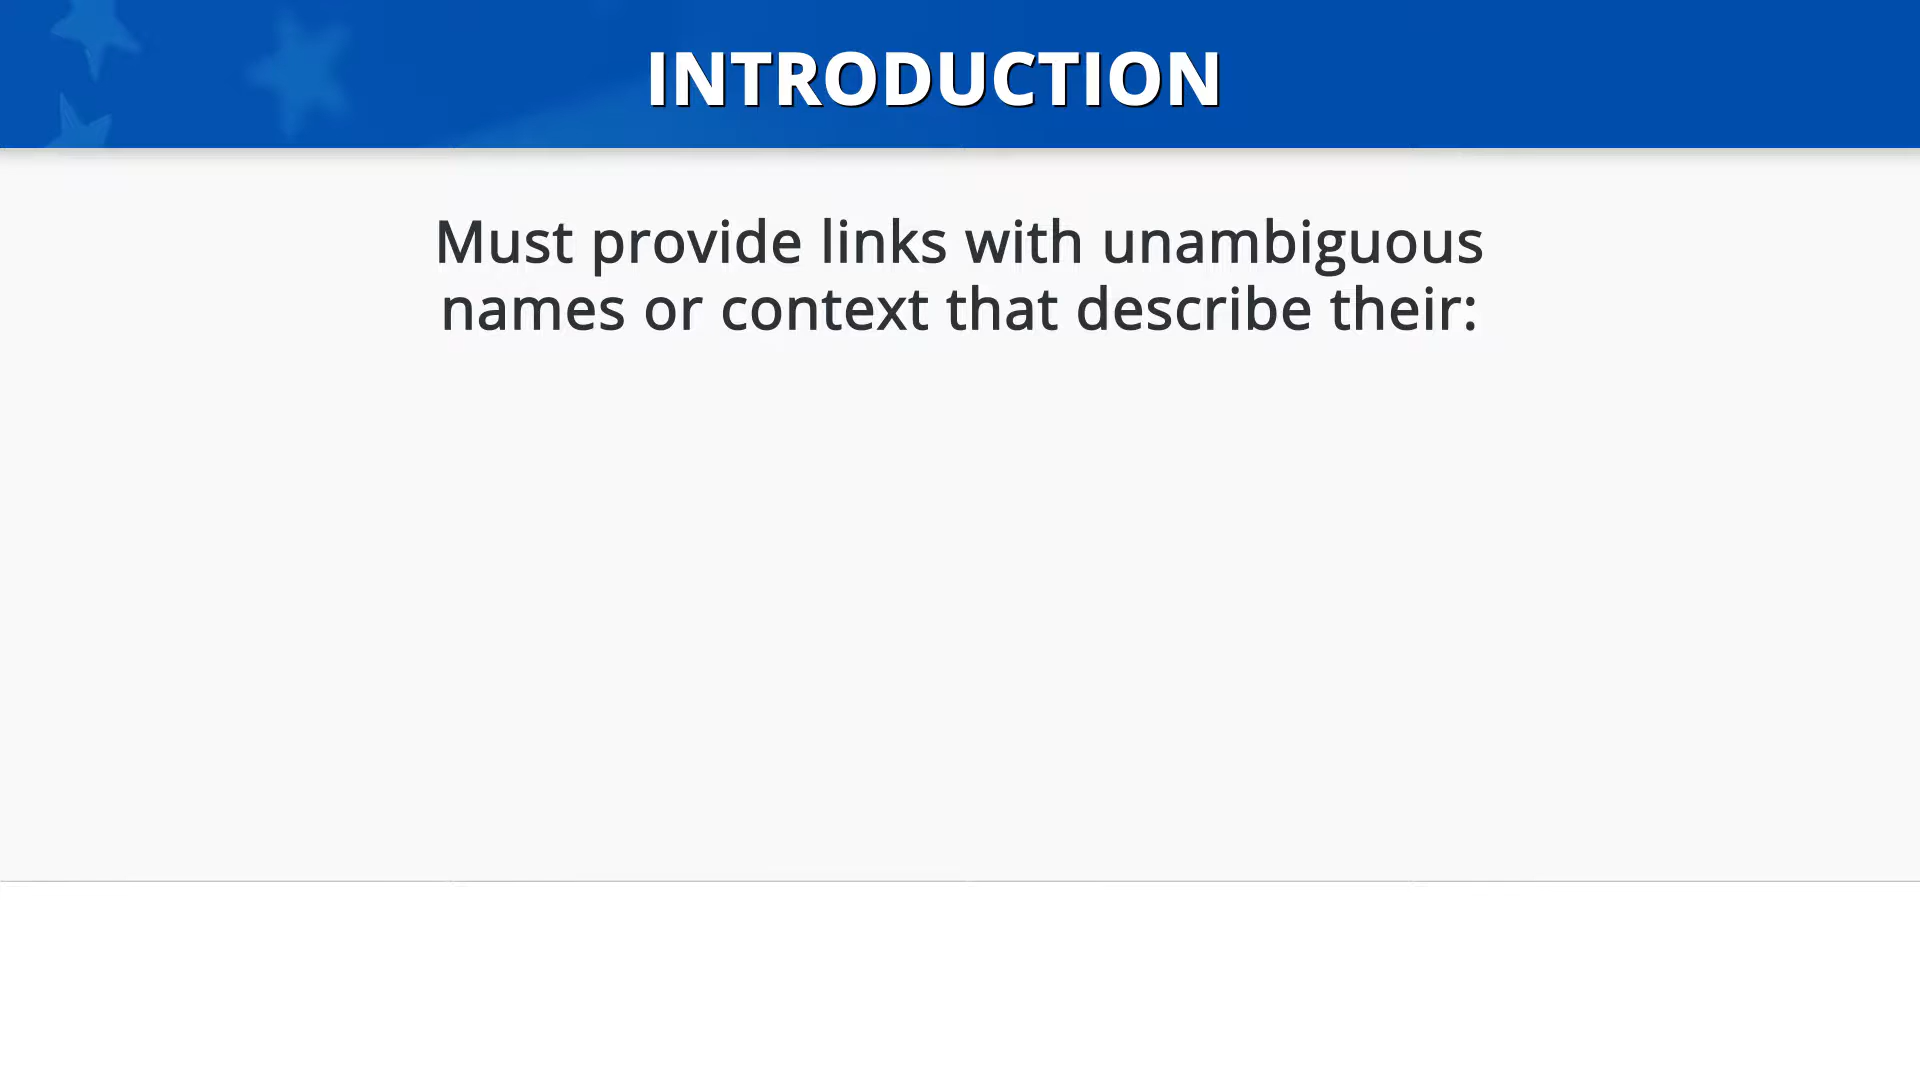 INTRODUCTION
Must provide links with unambiguous
names or context that describe their: